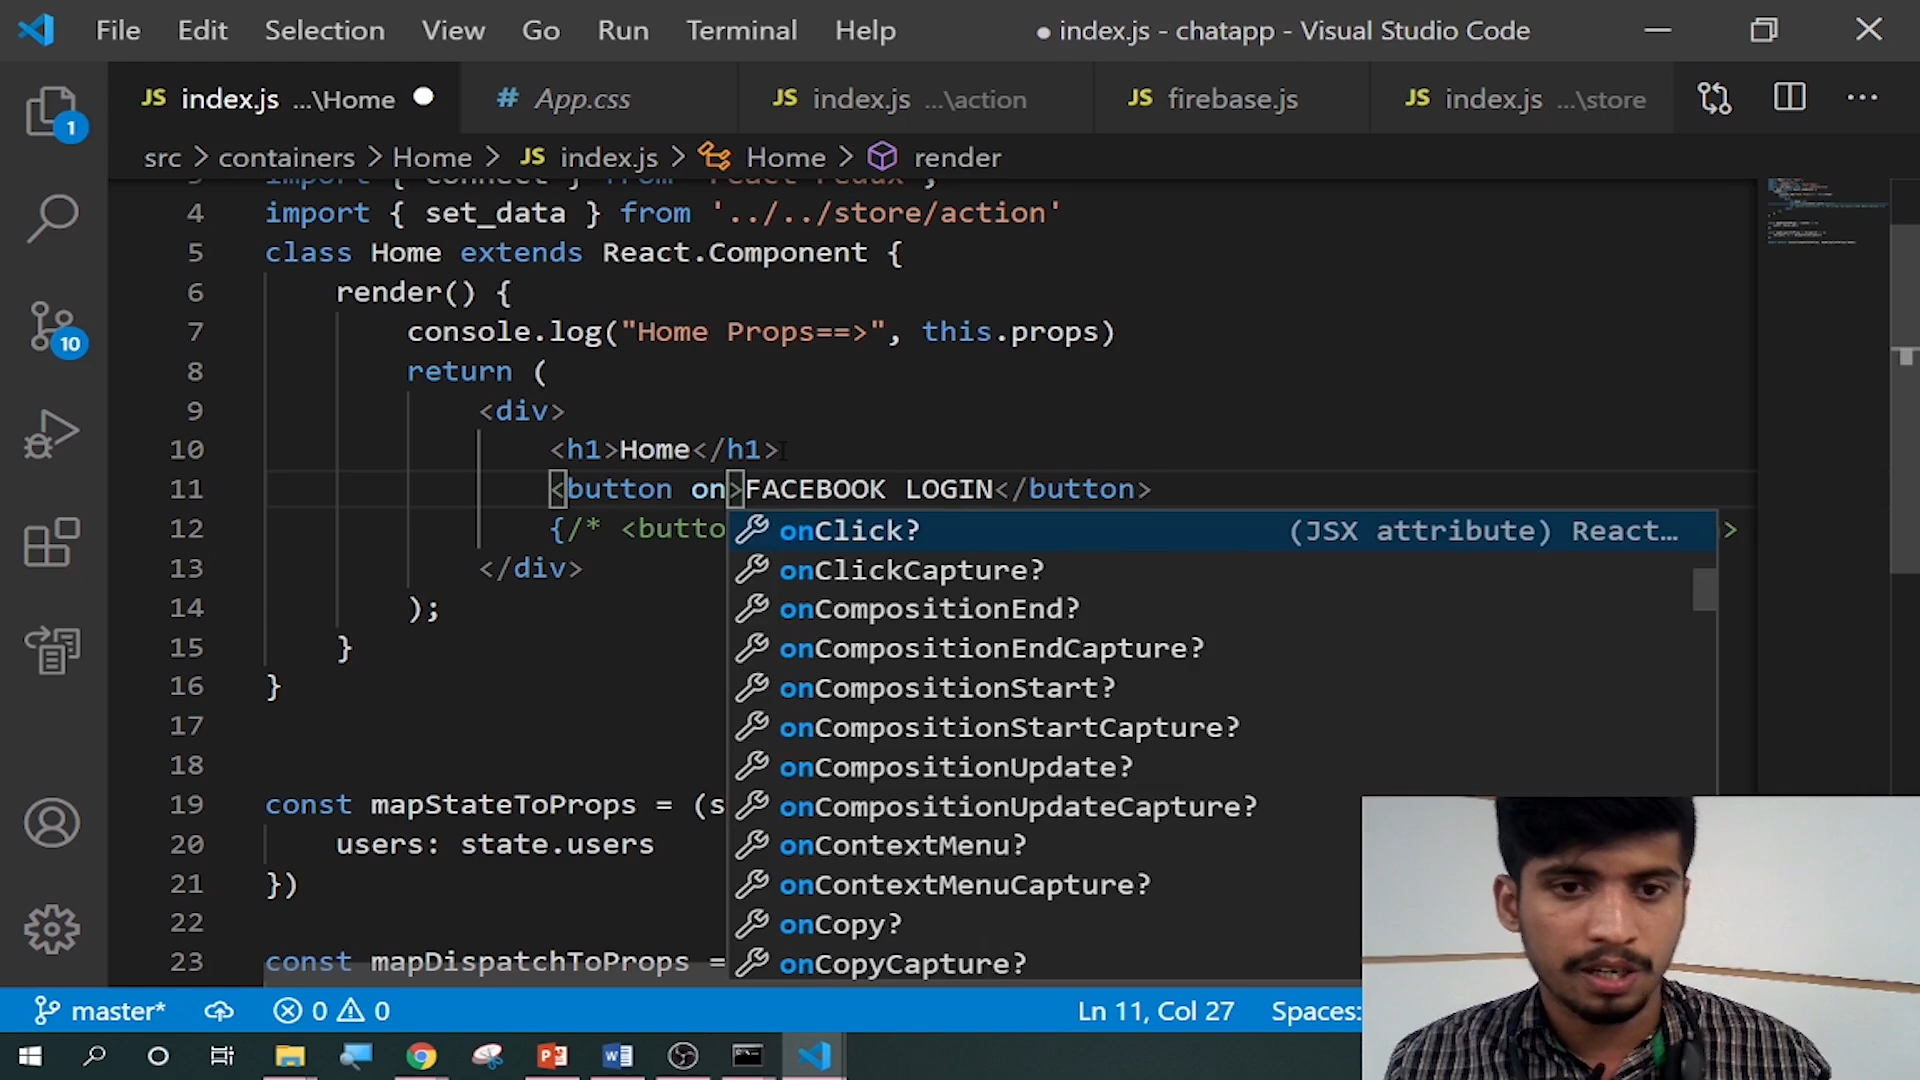 File Edit Selection View Go Run Terminal Help ● index.js - chatapp - Visual Studio Code
JS index.js ...\Home # App.css JS index.js ...\action JS firebase.js JS index.js ...\store ...
src > containers > Home > JS index.js > Home > render
1
10
4 import { set_data } from '../../store/action'
5 class Home extends React.Component {
6 render() {
7 console.log("Home Props==>", this.props)
8 return (
9 <div>
10 <h1>Home</h1>
11 <button on>FACEBOOK LOGIN</button>
12 {/* <butto >
13 </div>
14 );
15 }
16 }
17
18
19 const mapStateToProps = (s
20 users: state.users
21 })
22
23 const mapDispatchToProps =
onClick? (JSX attribute) React…
onClickCapture?
onCompositionEnd?
onCompositionEndCapture?
onCompositionStart?
onCompositionStartCapture?
onCompositionUpdate?
onCompositionUpdateCapture?
onContextMenu?
onContextMenuCapture?
onCopy?
onCopyCapture?
master* 0 0 Ln 11, Col 27 Spaces: